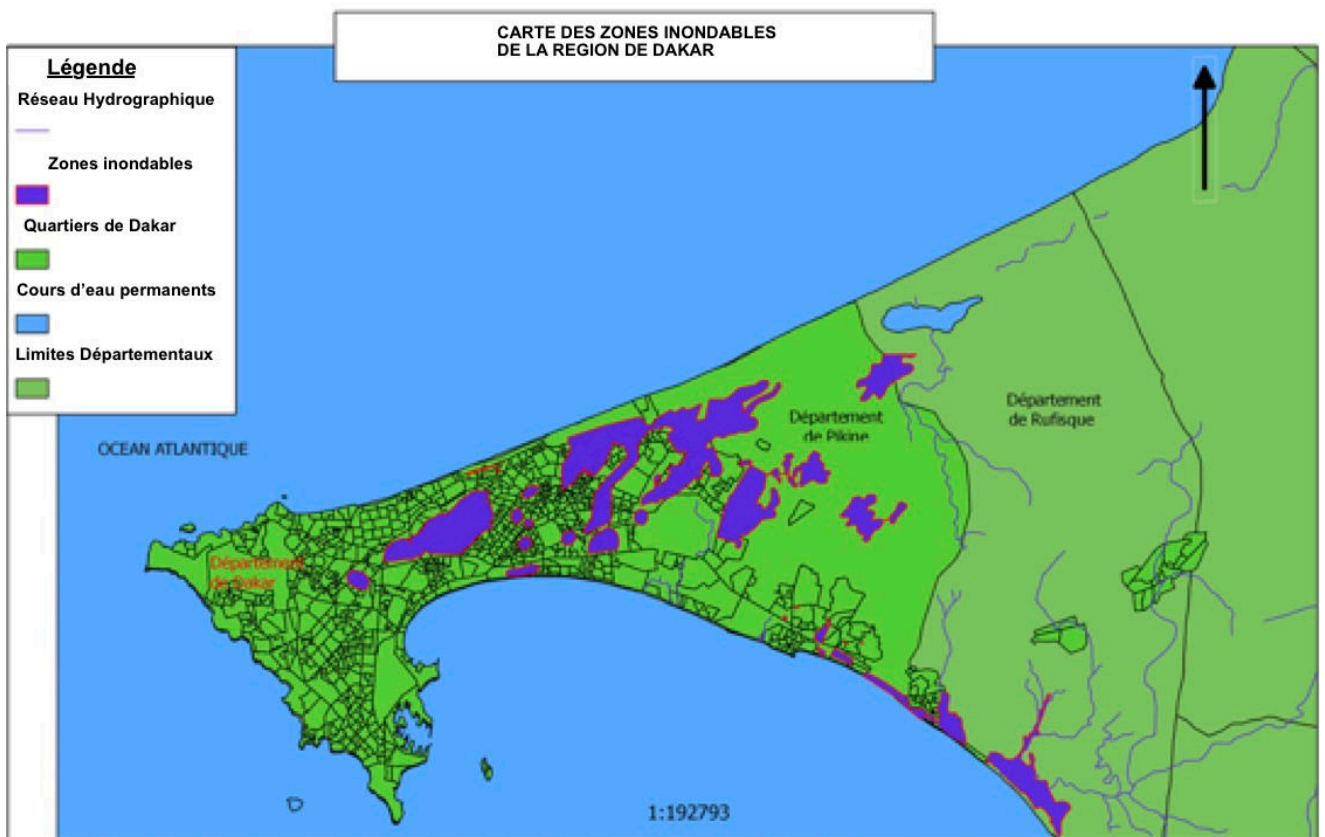 CARTE DES ZONES INONDABLES
DE LA REGION DE DAKAR
Légende
Réseau Hydrographique
Zones inondables
Quartiers de Dakar
Cours d'eau permanents
Limites Départementaux
OCEAN ATLANTIQUE
Département
de Dakar
Département
de Pikine
Département
de Rufisque
1:192793